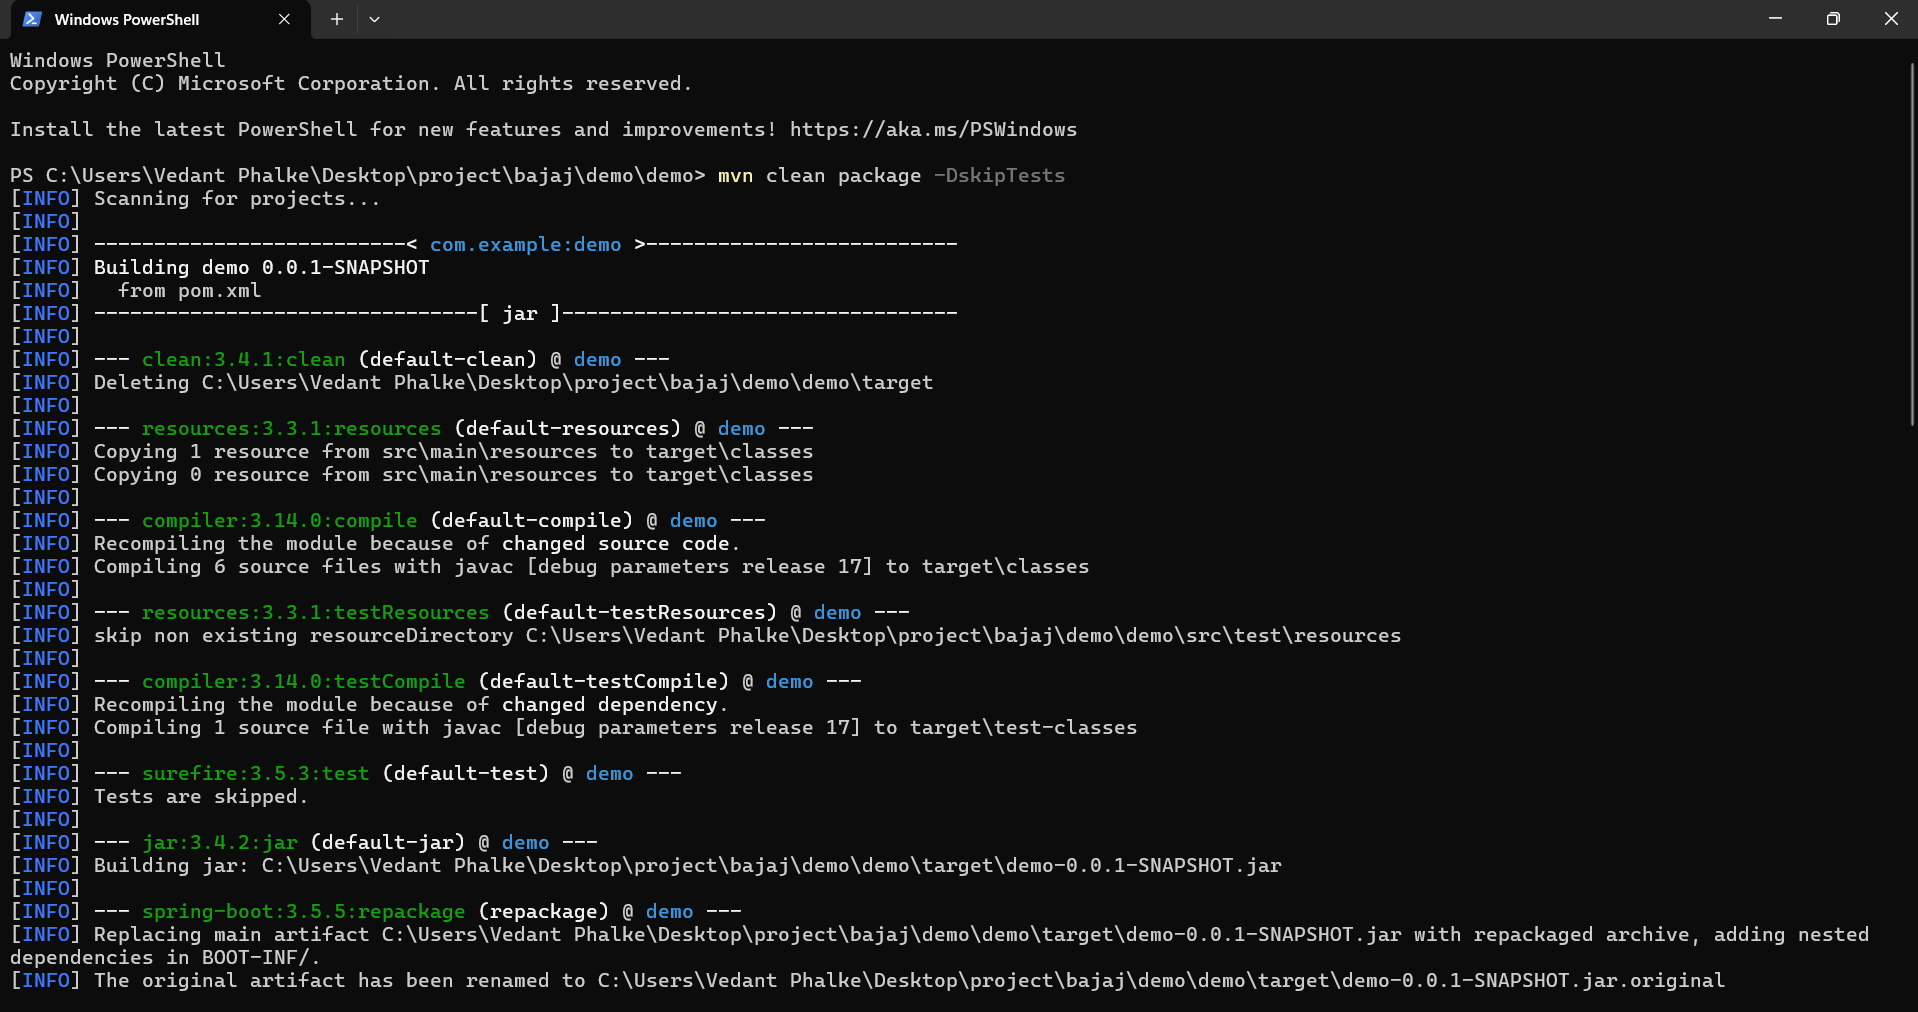 Windows PowerShell
Windows PowerShell
Copyright (C) Microsoft Corporation. All rights reserved.
Install the latest PowerShell for new features and improvements! https://aka.ms/PSWindows
PS C:\Users\Vedant Phalke\Desktop\project\bajaj\demo\demo> mvn clean package -DskipTests
[INFO] Scanning for projects...
[INFO]
[INFO] --------------------------< com.example:demo >--------------------------
[INFO] Building demo 0.0.1-SNAPSHOT
[INFO]   from pom.xml
[INFO] --------------------------------[ jar ]---------------------------------
[INFO]
[INFO] --- clean:3.4.1:clean (default-clean) @ demo ---
[INFO] Deleting C:\Users\Vedant Phalke\Desktop\project\bajaj\demo\demo\target
[INFO]
[INFO] --- resources:3.3.1:resources (default-resources) @ demo ---
[INFO] Copying 1 resource from src\main\resources to target\classes
[INFO] Copying 0 resource from src\main\resources to target\classes
[INFO]
[INFO] --- compiler:3.14.0:compile (default-compile) @ demo ---
[INFO] Recompiling the module because of changed source code.
[INFO] Compiling 6 source files with javac [debug parameters release 17] to target\classes
[INFO]
[INFO] --- resources:3.3.1:testResources (default-testResources) @ demo ---
[INFO] skip non existing resourceDirectory C:\Users\Vedant Phalke\Desktop\project\bajaj\demo\demo\src\test\resources
[INFO]
[INFO] --- compiler:3.14.0:testCompile (default-testCompile) @ demo ---
[INFO] Recompiling the module because of changed dependency.
[INFO] Compiling 1 source file with javac [debug parameters release 17] to target\test-classes
[INFO]
[INFO] --- surefire:3.5.3:test (default-test) @ demo ---
[INFO] Tests are skipped.
[INFO]
[INFO] --- jar:3.4.2:jar (default-jar) @ demo ---
[INFO] Building jar: C:\Users\Vedant Phalke\Desktop\project\bajaj\demo\demo\target\demo-0.0.1-SNAPSHOT.jar
[INFO]
[INFO] --- spring-boot:3.5.5:repackage (repackage) @ demo ---
[INFO] Replacing main artifact C:\Users\Vedant Phalke\Desktop\project\bajaj\demo\demo\target\demo-0.0.1-SNAPSHOT.jar with repackaged archive, adding nested
dependencies in BOOT-INF/.
[INFO] The original artifact has been renamed to C:\Users\Vedant Phalke\Desktop\project\bajaj\demo\demo\target\demo-0.0.1-SNAPSHOT.jar.original